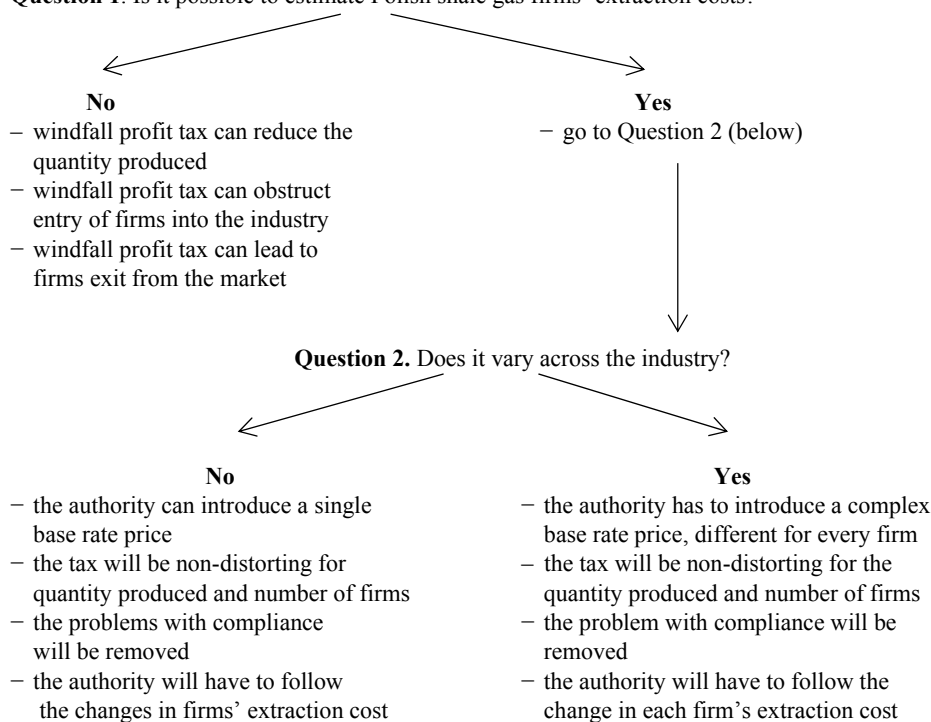 Question 1. Is it possible to estimate Polish shale gas firms' extraction costs?
No
– windfall profit tax can reduce the
quantity produced
− windfall profit tax can obstruct
entry of firms into the industry
− windfall profit tax can lead to
firms exit from the market
Yes
− go to Question 2 (below)
Question 2. Does it vary across the industry?
No
− the authority can introduce a single
base rate price
− the tax will be non-distorting for
quantity produced and number of firms
− the problems with compliance
will be removed
− the authority will have to follow
the changes in firms' extraction cost
Yes
− the authority has to introduce a complex
base rate price, different for every firm
– the tax will be non-distorting for the
quantity produced and number of firms
− the problem with compliance will be
removed
− the authority will have to follow the
change in each firm's extraction cost